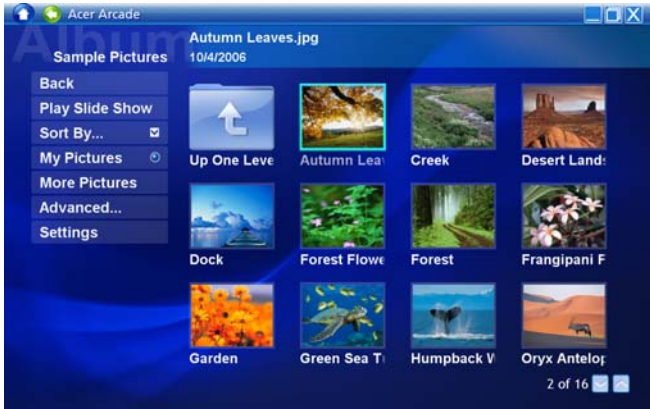 Acer Arcade
Album
Autumn Leaves.jpg
Sample Pictures
10/4/2006
Back
Play Slide Show
Sort By...
My Pictures
More Pictures
Advanced...
Settings
Up One Leve
Autumn Lea
Creek
Desert Lands
Dock
Forest Flowe
Forest
Frangipani F
Garden
Green Sea T
Humpback W
Oryx Antelop
2 of 16